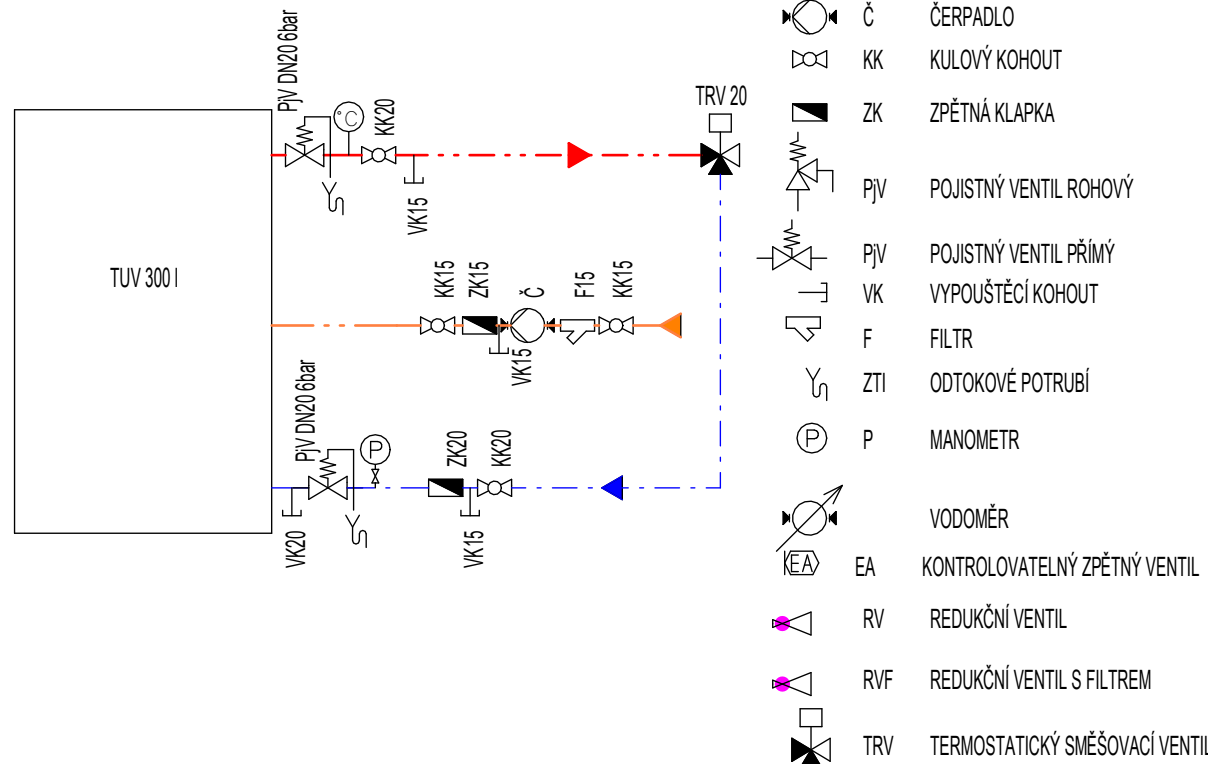 PjV DN20 6bar
°C
KK20
VK15
TRV 20
TUV 300 l
KK15
ZK15
Č
F15
KK15
VK15
PjV DN20 6bar
P
ZK20
KK20
VK20
VK15
Č ČERPADLO
KK KULOVÝ KOHOUT
ZK ZPĚTNÁ KLAPKA
PjV POJISTNÝ VENTIL ROHOVÝ
PjV POJISTNÝ VENTIL PŘÍMÝ
VK VYPOUŠTĚCÍ KOHOUT
F FILTR
ZTI ODTOKOVÉ POTRUBÍ
P P MANOMETR
VODOMĚR
EA EA KONTROLOVATELNÝ ZPĚTNÝ VENTIL
RV REDUKČNÍ VENTIL
RVF REDUKČNÍ VENTIL S FILTREM
TRV TERMOSTATICKÝ SMĚŠOVACÍ VENTIL